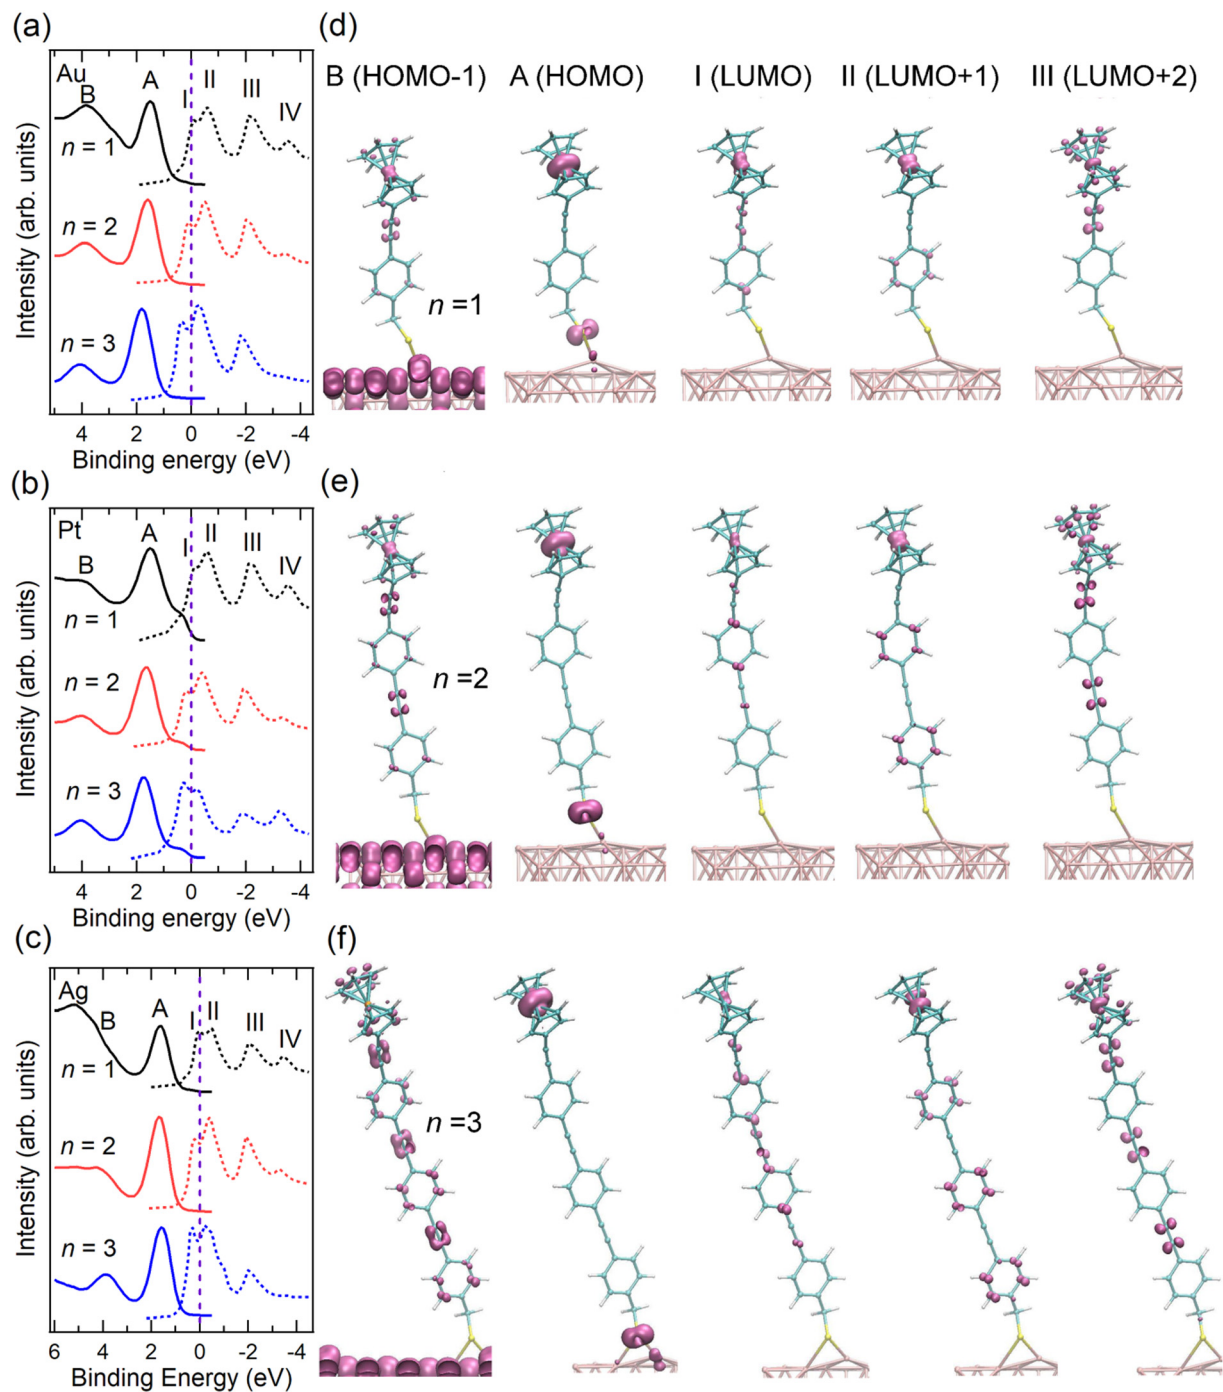 (a)
Au
B
A
I
II
III
IV
n = 1
n = 2
n = 3
Intensity (arb. units)
6 4 2 0 -2 -4
Binding energy (eV)
(d)
B (HOMO-1) A (HOMO) I (LUMO) II (LUMO+1) III (LUMO+2)
n =1
(b)
Pt
B
A
I
II
III
IV
n = 1
n = 2
n = 3
Intensity (arb. units)
6 4 2 0 -2 -4
Binding energy (eV)
(e)
n =2
(c)
Ag
B
A
I
II
III
IV
n = 1
n = 2
n = 3
Intensity (arb. units)
6 4 2 0 -2 -4
Binding Energy (eV)
(f)
n =3